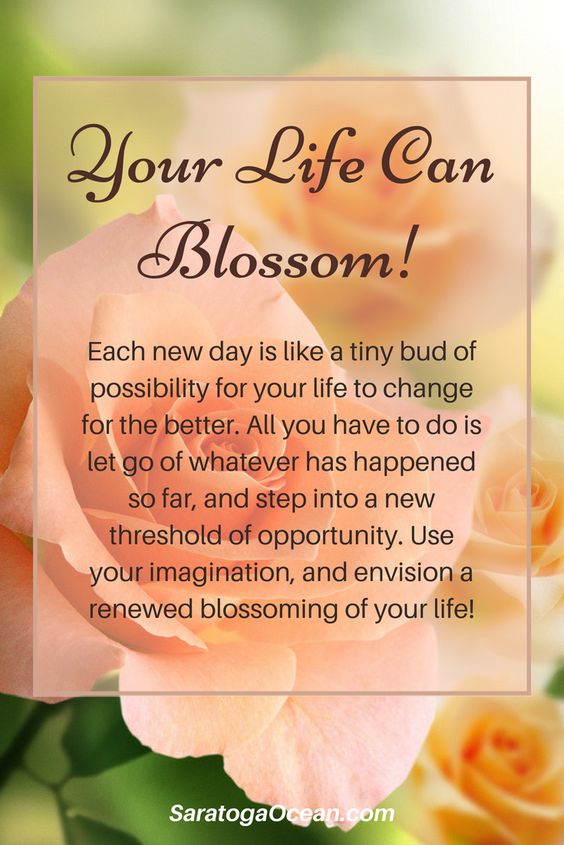 Your Life Can
Blossom!
Each new day is like a tiny bud of
possibility for your life to change
for the better. All you have to do is
let go of whatever has happened
so far, and step into a new
threshold of opportunity. Use
your imagination, and envision a
renewed blossoming of your life!
SaratogaOcean.com